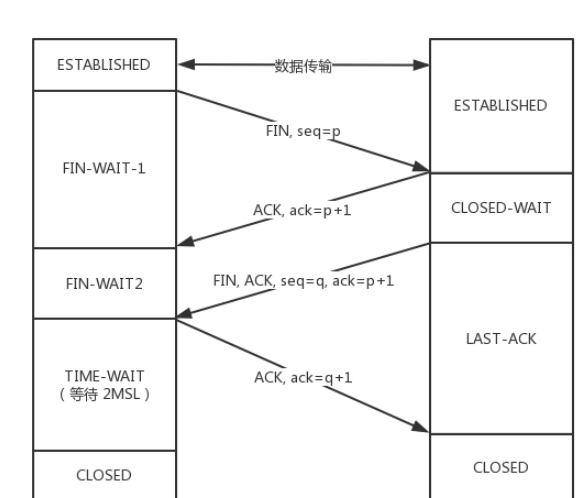 ESTABLISHED
数据传输
ESTABLISHED
FIN, seq=p
FIN-WAIT-1
ACK, ack=p+1
CLOSED-WAIT
FIN-WAIT2
FIN, ACK, seq=q, ack=p+1
LAST-ACK
TIME-WAIT
(等待 2MSL)
ACK, ack=q+1
CLOSED
CLOSED